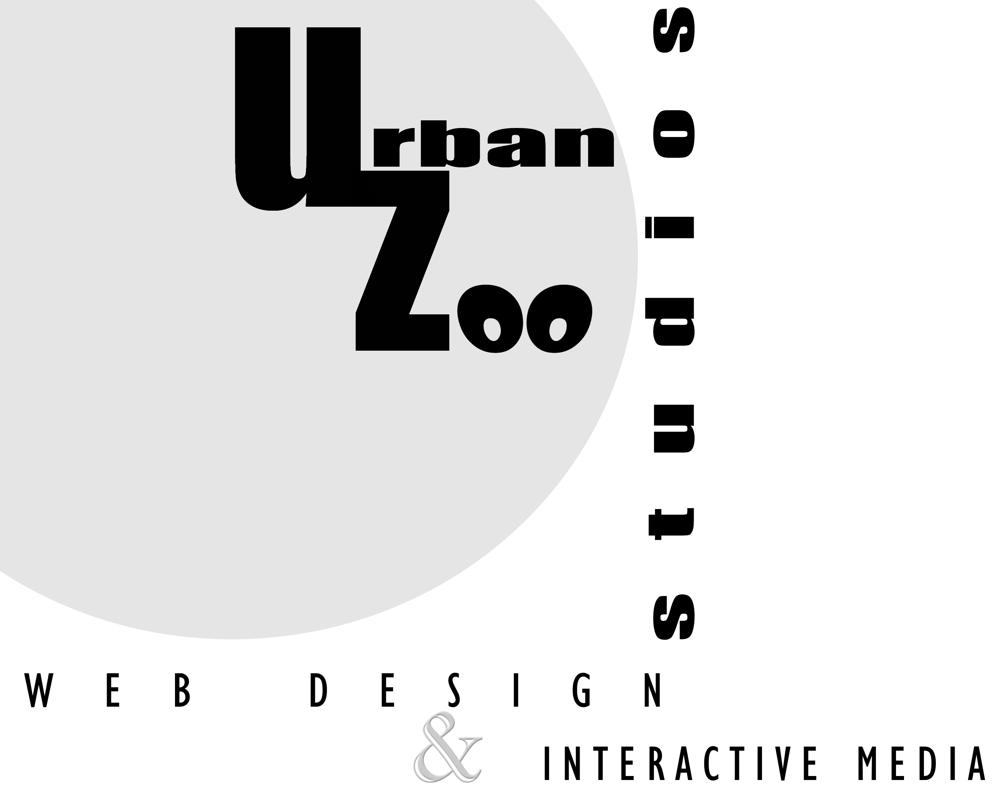 Urban
Zoo
studios
WEB DESIGN
&
INTERACTIVE MEDIA